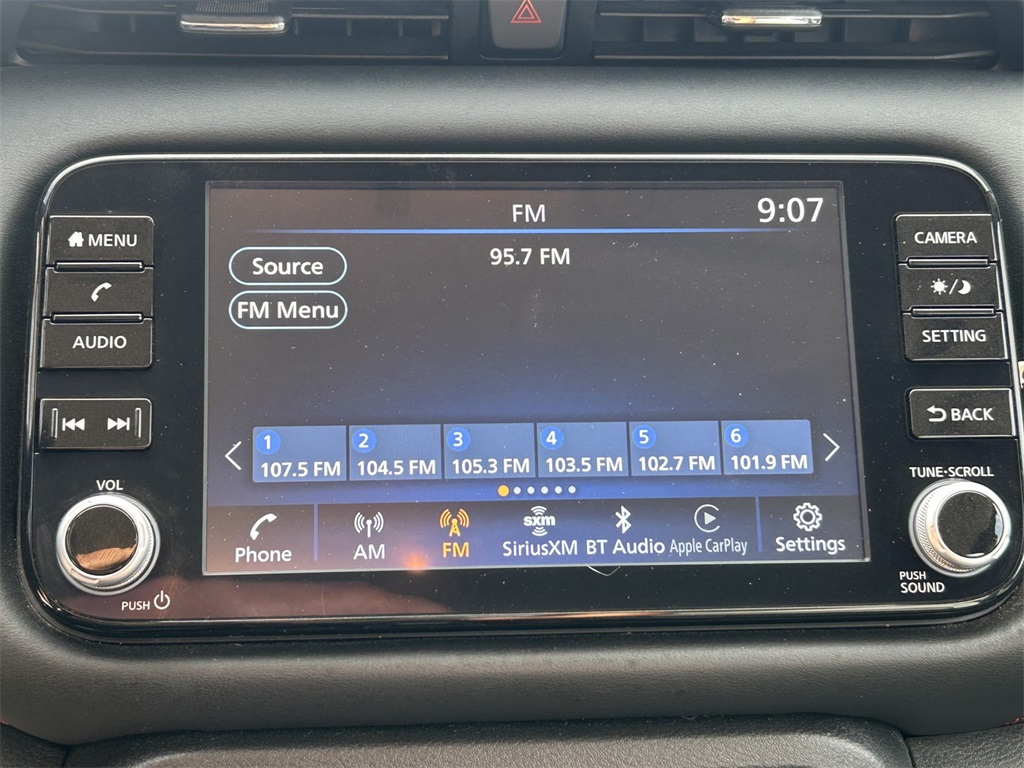 FM
9:07
MENU
CAMERA
Source
95.7 FM
FM Menu
AUDIO
SETTING
BACK
1
2
3
4
5
6
107.5 FM
104.5 FM
105.3 FM
103.5 FM
102.7 FM
101.9 FM
VOL
TUNE·SCROLL
Phone
AM
FM
sxm
SiriusXM
BT Audio
Apple CarPlay
Settings
PUSH
PUSH
SOUND